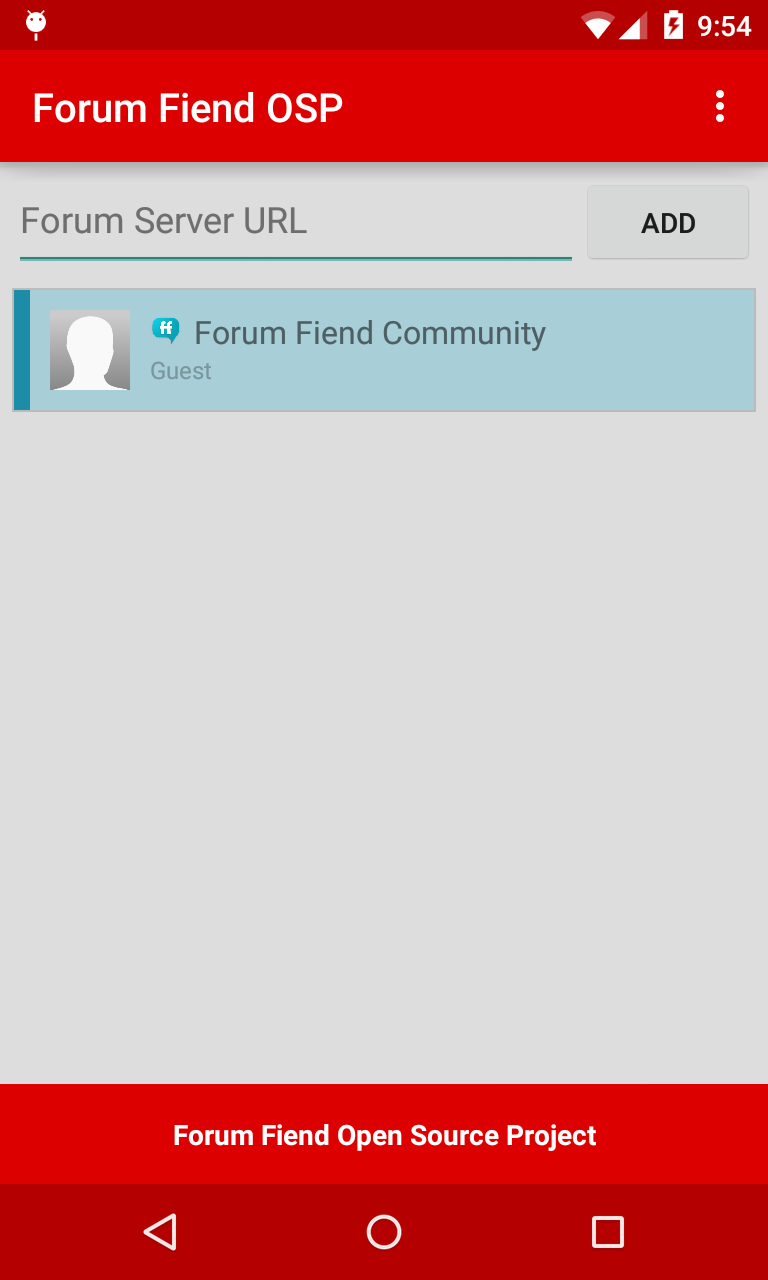 9:54
Forum Fiend OSP
Forum Server URL
ADD
ff Forum Fiend Community
Guest
Forum Fiend Open Source Project